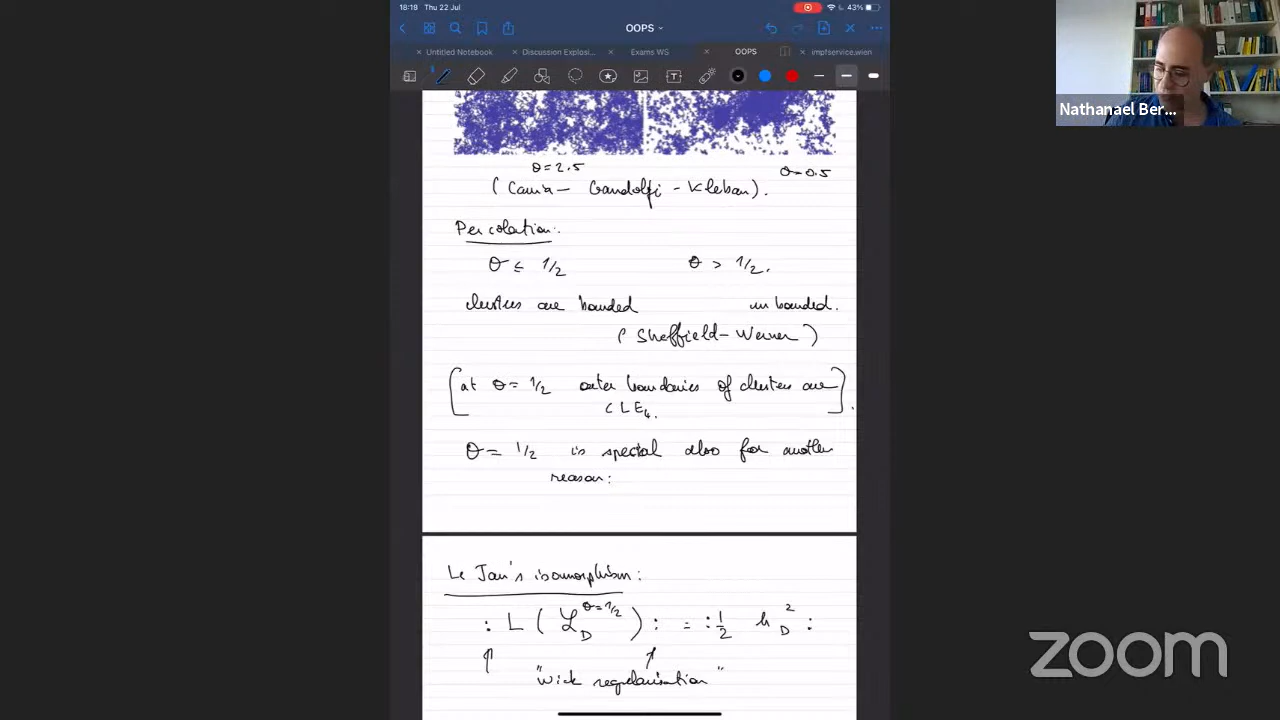 18:19 Thu 22 Jul
43%
OOPS
Untitled Notebook
Discussion Explosi...
Exams WS
OOPS
impfservice.wien
θ = 2.5
θ = 0.5
(Camia - Gandolfi - Kleban).
Percolation:
θ ≤ 1/2 θ > 1/2.
clusters are bounded unbounded.
(Sheffield - Werner)
[at θ = 1/2 outer boundaries of clusters are
CLE₄.]
θ = 1/2 is special also for another
reason:
Le Jan's isomorphism:
: L ( ℒ_D^{θ=1/2} ) : = : 1/2 h_D^2 :
"Wick regularisation"
Nathanael Ber...
zoom